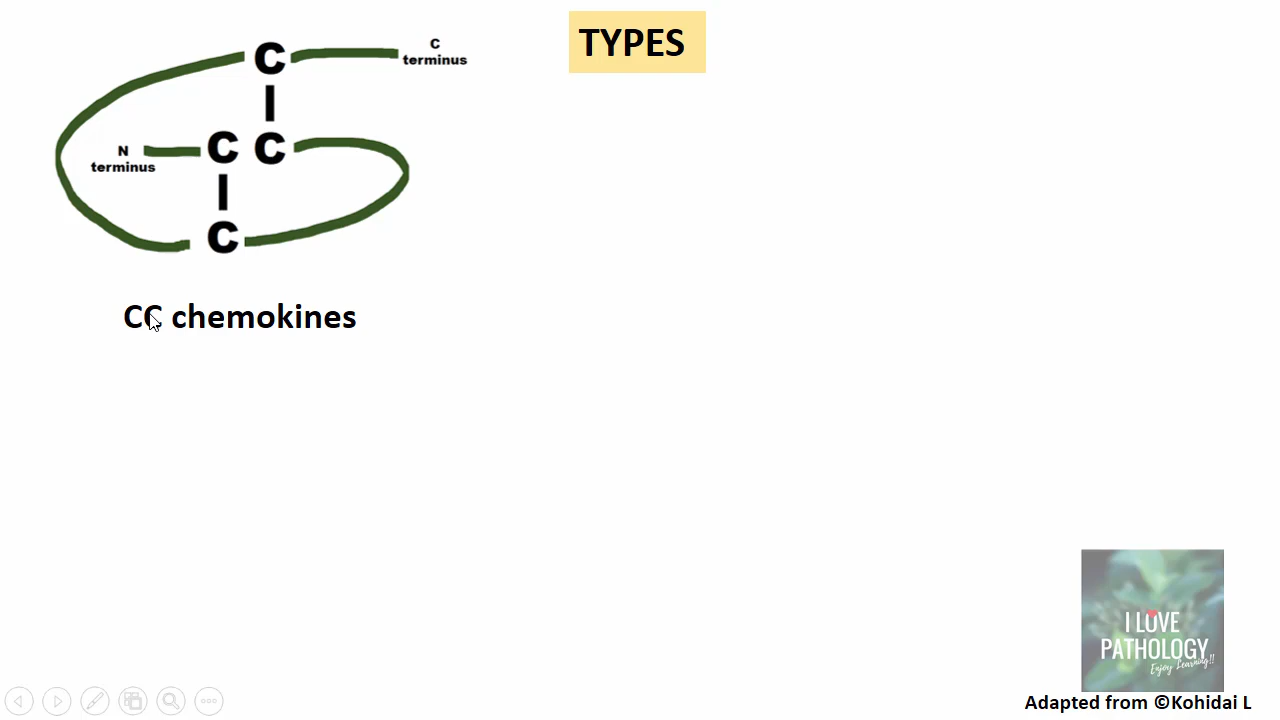 TYPES
C
C
terminus
N
terminus
C C
C
CC chemokines
I LOVE
PATHOLOGY
Enjoy Learning!!
Adapted from ©Kohidai L